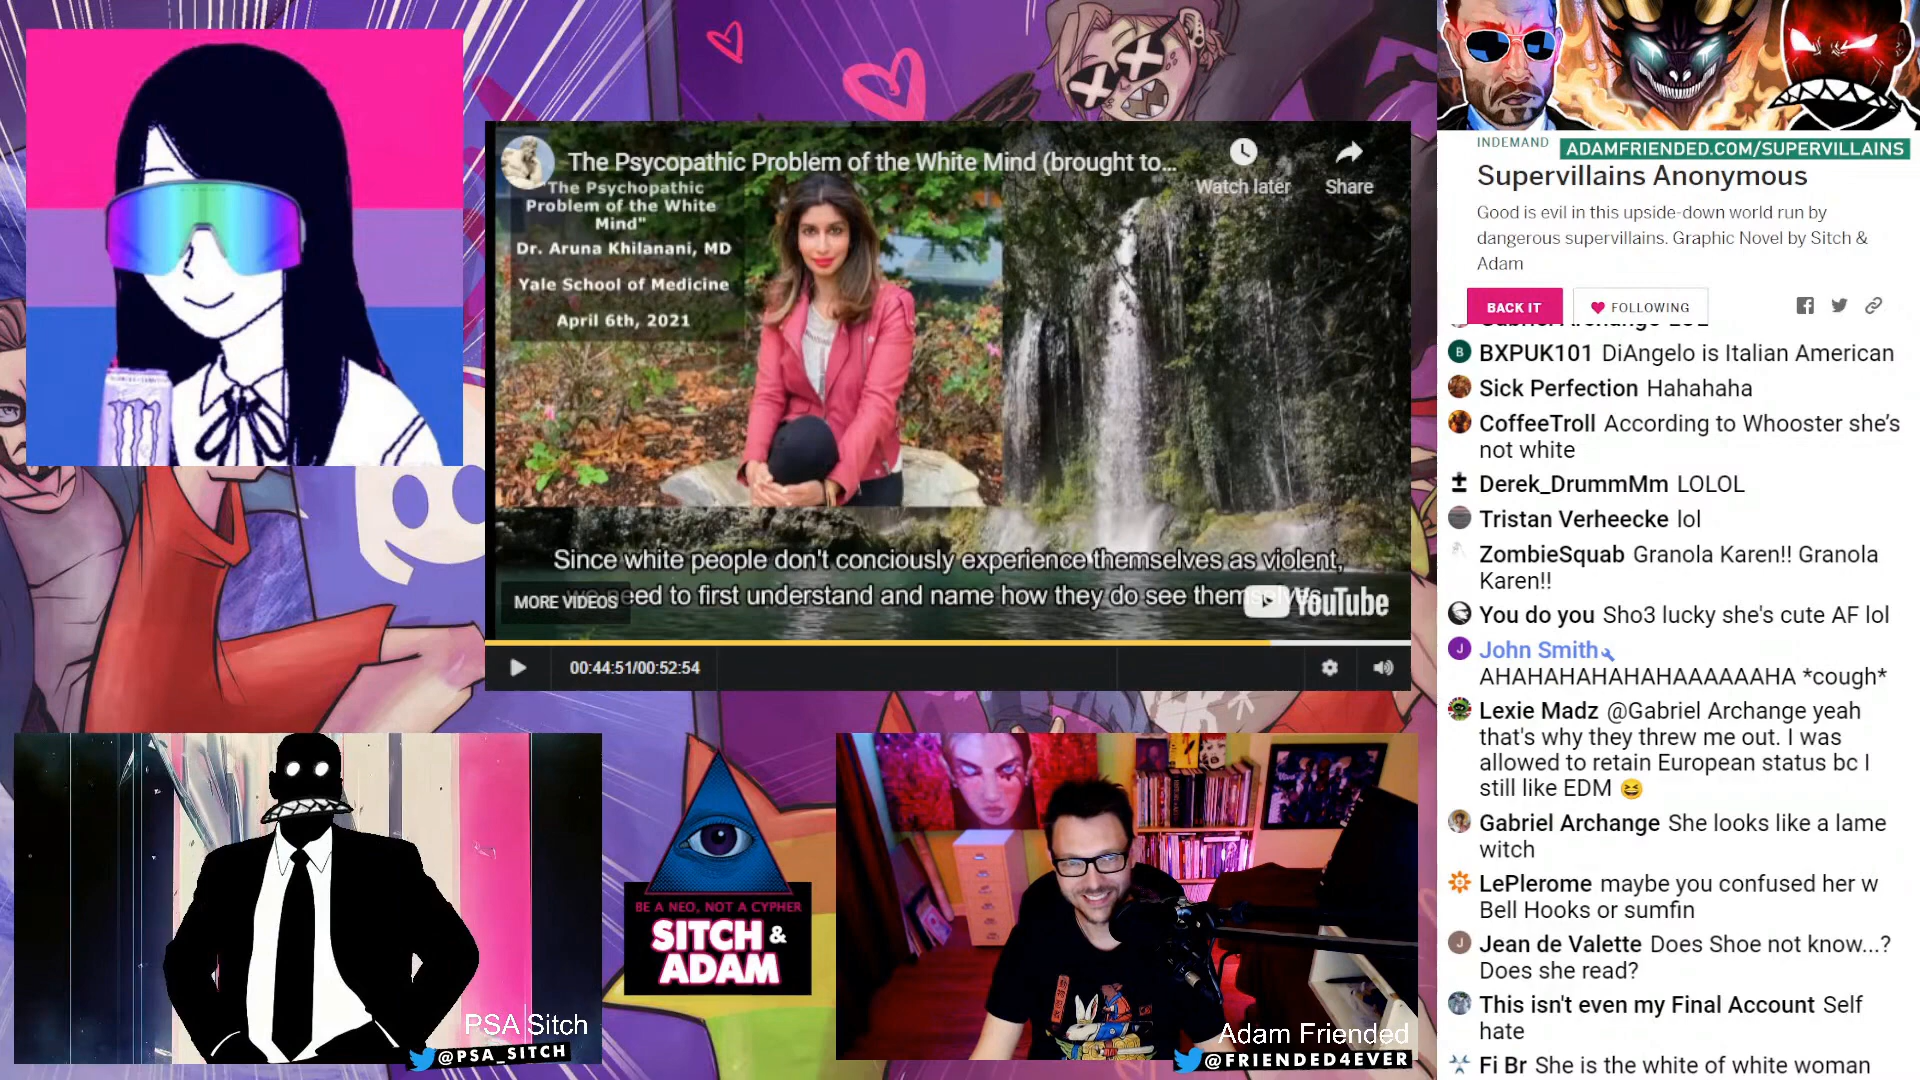 The Psycopathic Problem of the White Mind (brought to...
Watch later
Share
"The Psychopathic
Problem of the White
Mind"
Dr. Aruna Khilanani, MD
Yale School of Medicine
April 6th, 2021
Since white people don't conciously experience themselves as violent,
need to first understand and name how they do see themselves
MORE VIDEOS
YouTube
00:44:51/00:52:54
PSA Sitch
@PSA_SITCH
BE A NEO, NOT A CYPHER
SITCH &
ADAM
Adam Friended
@FRIENDED4EVER
INDEMAND
ADAMFRIENDED.COM/SUPERVILLAINS
Supervillains Anonymous
Good is evil in this upside-down world run by
dangerous supervillains. Graphic Novel by Sitch &
Adam
BACK IT
FOLLOWING
BXPUK101 DiAngelo is Italian American
Sick Perfection Hahahaha
CoffeeTroll According to Whooster she's
not white
Derek_DrummMm LOLOL
Tristan Verheecke lol
ZombieSquab Granola Karen!! Granola
Karen!!
You do you Sho3 lucky she's cute AF lol
John Smith
AHAHAHAHAHAHAAAAAAHA *cough*
Lexie Madz @Gabriel Archange yeah
that's why they threw me out. I was
allowed to retain European status bc I
still like EDM 😆
Gabriel Archange She looks like a lame
witch
LePlerome maybe you confused her w
Bell Hooks or sumfin
Jean de Valette Does Shoe not know...?
Does she read?
This isn't even my Final Account Self
hate
Fi Br She is the white of white woman